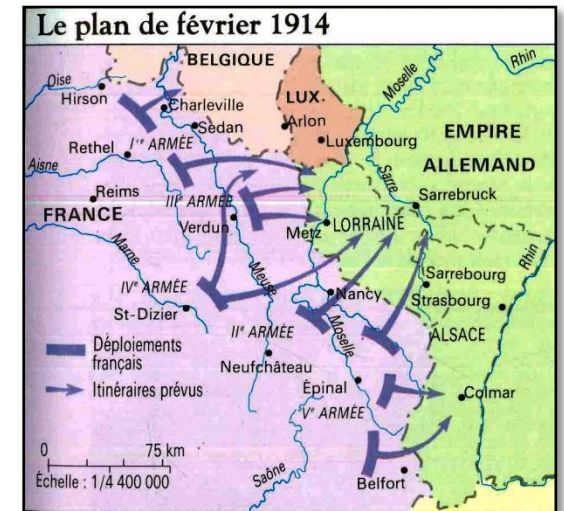 Le plan de février 1914
BELGIQUE
Rhin
Oise
Hirson
Moselle
Charleville
LUX.
Sedan
Arlon
Luxembourg
EMPIRE
ALLEMAND
Rethel
Ire ARMÉE
Aisne
Sarre
Reims
Sarrebruck
FRANCE
IIIe ARMÉE
Verdun
Metz
LORRAINE
Marne
Meuse
Rhin
Sarrebourg
IVe ARMÉE
Nancy
Strasbourg
St-Dizier
Moselle
IIe ARMÉE
ALSACE
Déploiements
français
Neufchâteau
Itinéraires prévus
Épinal
Colmar
Ve ARMÉE
0 75 km
Saône
Échelle : 1/4 400 000
Belfort